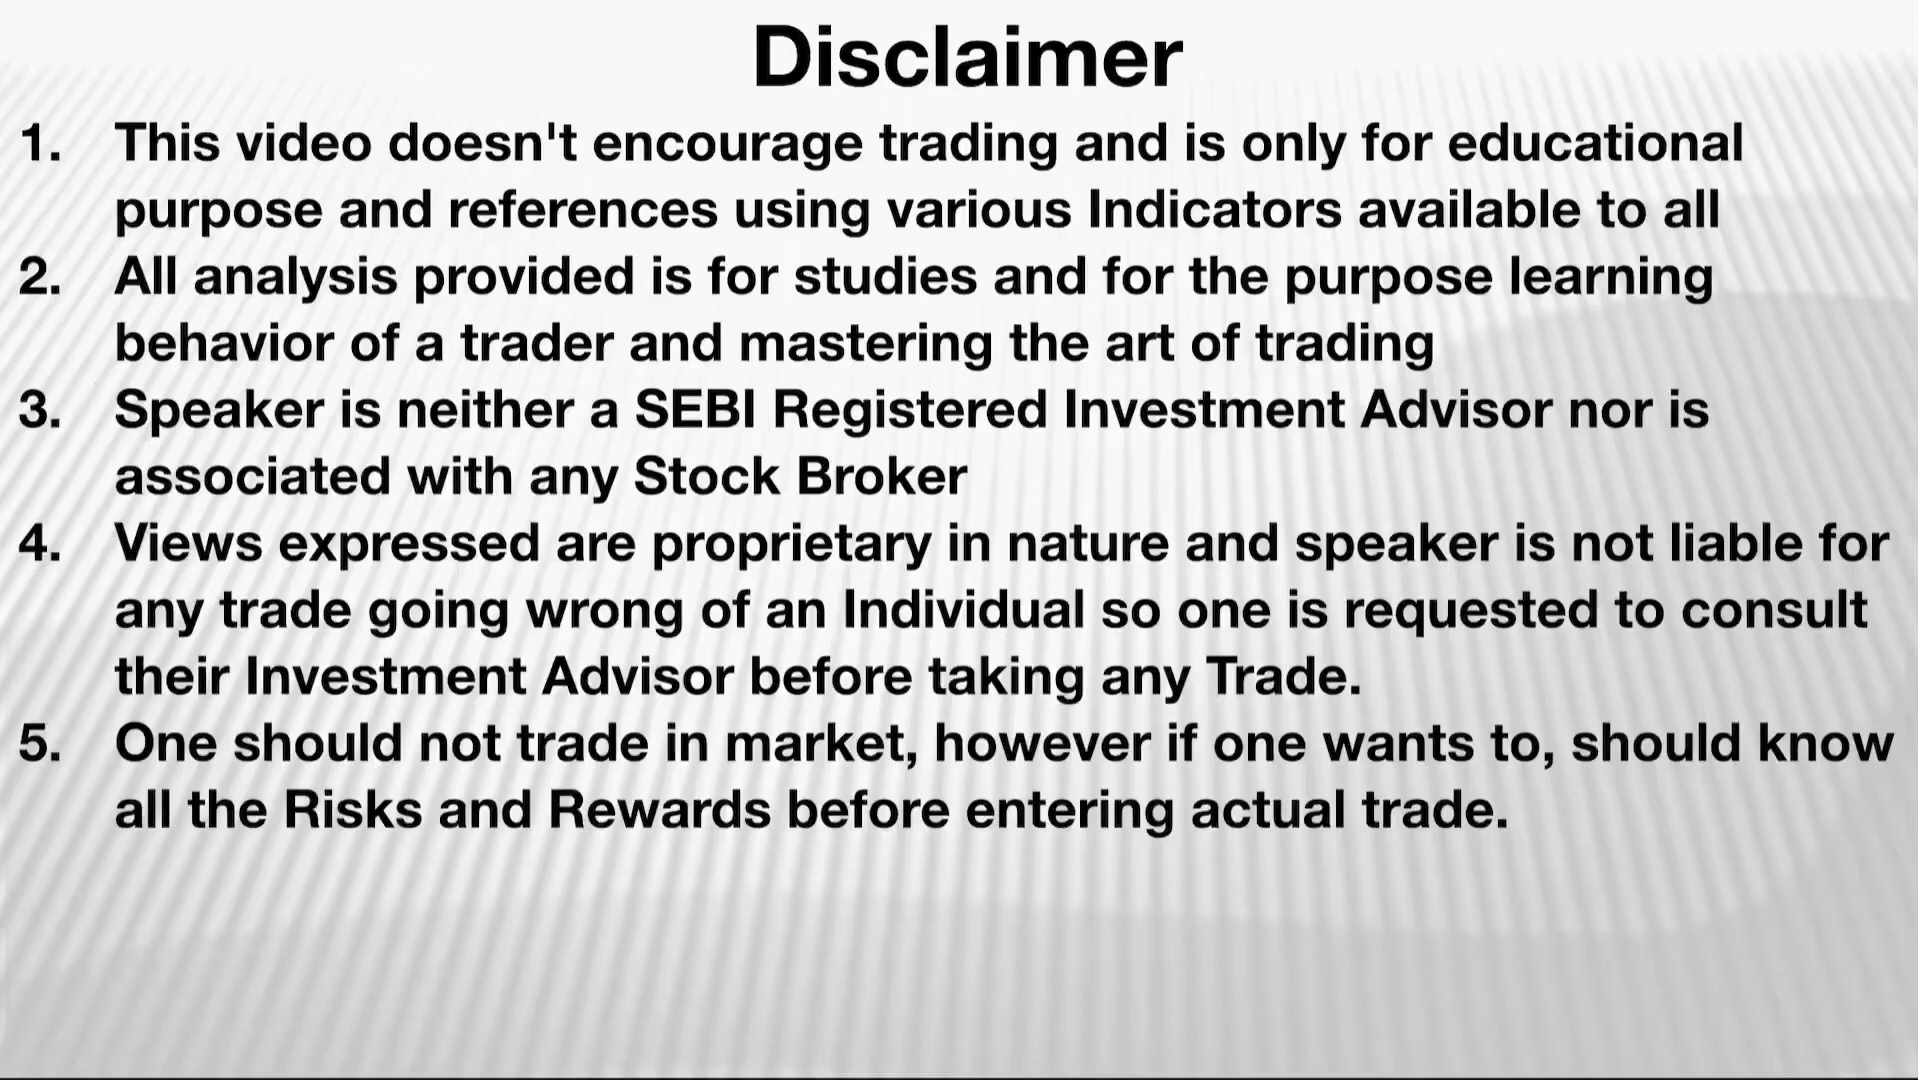 Disclaimer
1. This video doesn't encourage trading and is only for educational
purpose and references using various Indicators available to all
2. All analysis provided is for studies and for the purpose learning
behavior of a trader and mastering the art of trading
3. Speaker is neither a SEBI Registered Investment Advisor nor is
associated with any Stock Broker
4. Views expressed are proprietary in nature and speaker is not liable for
any trade going wrong of an Individual so one is requested to consult
their Investment Advisor before taking any Trade.
5. One should not trade in market, however if one wants to, should know
all the Risks and Rewards before entering actual trade.